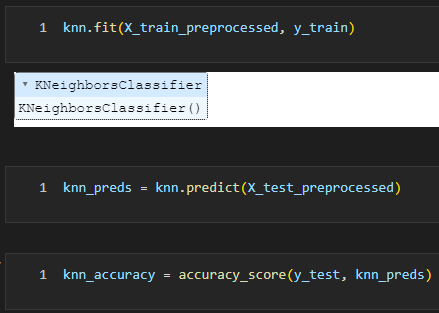 1 knn.fit(X_train_preprocessed, y_train)
▾ KNeighborsClassifier
KNeighborsClassifier()
1 knn_preds = knn.predict(X_test_preprocessed)
1 knn_accuracy = accuracy_score(y_test, knn_preds)